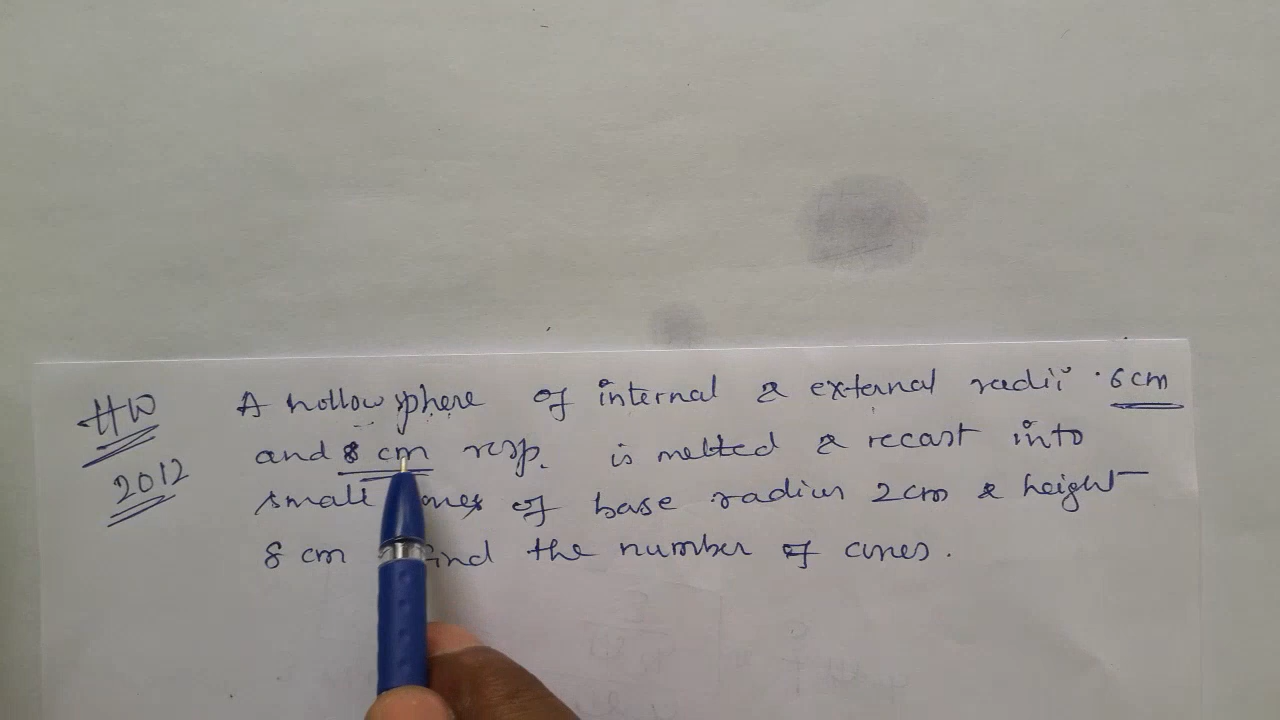 HW
2012
A hollow sphere of internal & external radii 6cm
and 8 cm resp. is melted & recast into
small of base radius 2cm & height
8 cm the number of cones.